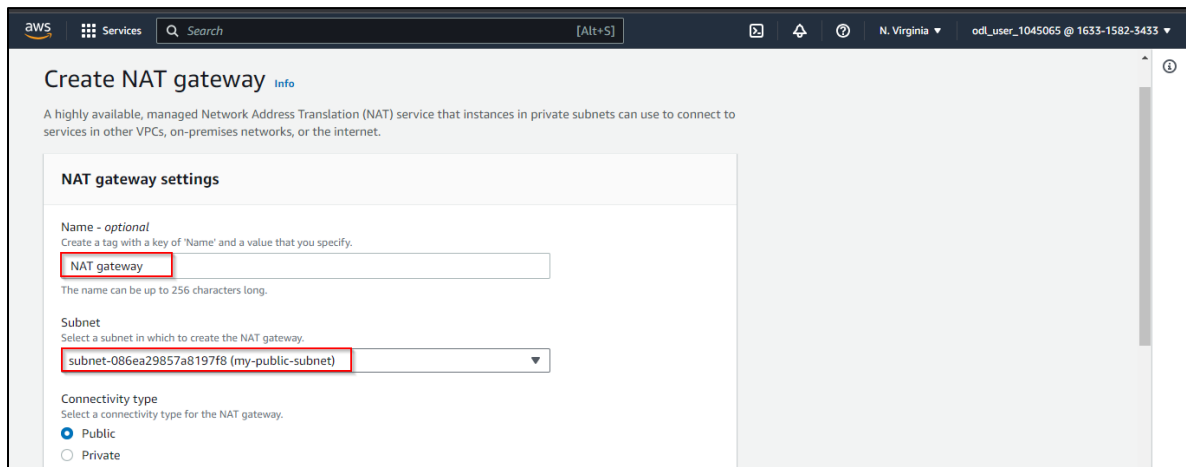 aws Services Search [Alt+S] N. Virginia odl_user_1045065 @ 1633-1582-3433
Create NAT gateway Info
A highly available, managed Network Address Translation (NAT) service that instances in private subnets can use to connect to
services in other VPCs, on-premises networks, or the internet.
NAT gateway settings
Name - optional
Create a tag with a key of 'Name' and a value that you specify.
NAT gateway
The name can be up to 256 characters long.
Subnet
Select a subnet in which to create the NAT gateway.
subnet-086ea29857a8197f8 (my-public-subnet)
Connectivity type
Select a connectivity type for the NAT gateway.
Public
Private